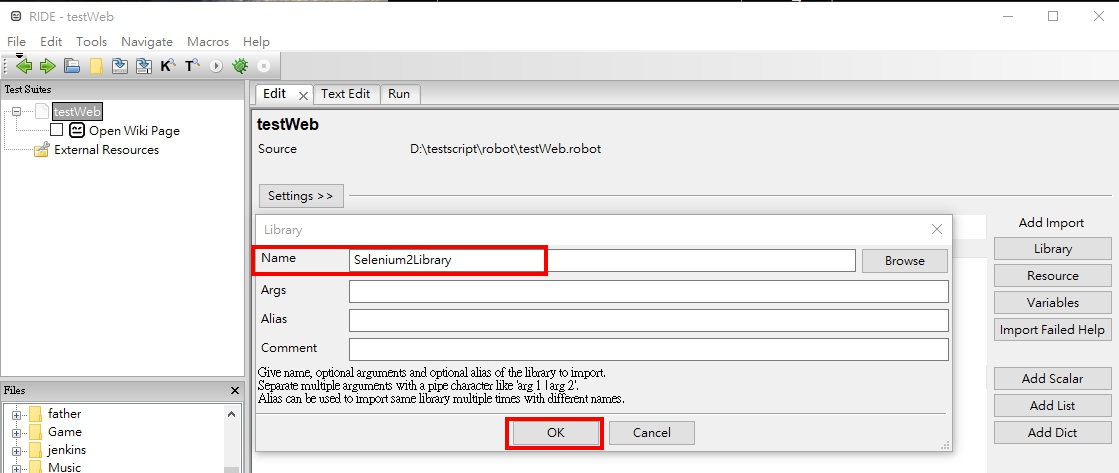 RIDE - testWeb
File Edit Tools Navigate Macros Help
Test Suites
testWeb
Open Wiki Page
External Resources
Edit Text Edit Run
testWeb
Source D:\testscript\robot\testWeb.robot
Settings >>
Library
Name Selenium2Library Browse
Args
Alias
Comment
Give name, optional arguments and optional alias of the library to import.
Separate multiple arguments with a pipe character like 'arg 1 | arg 2'.
Alias can be used to import same library multiple times with different names.
OK Cancel
Add Import
Library
Resource
Variables
Import Failed Help
Add Scalar
Add List
Add Dict
Files
father
Game
jenkins
Music